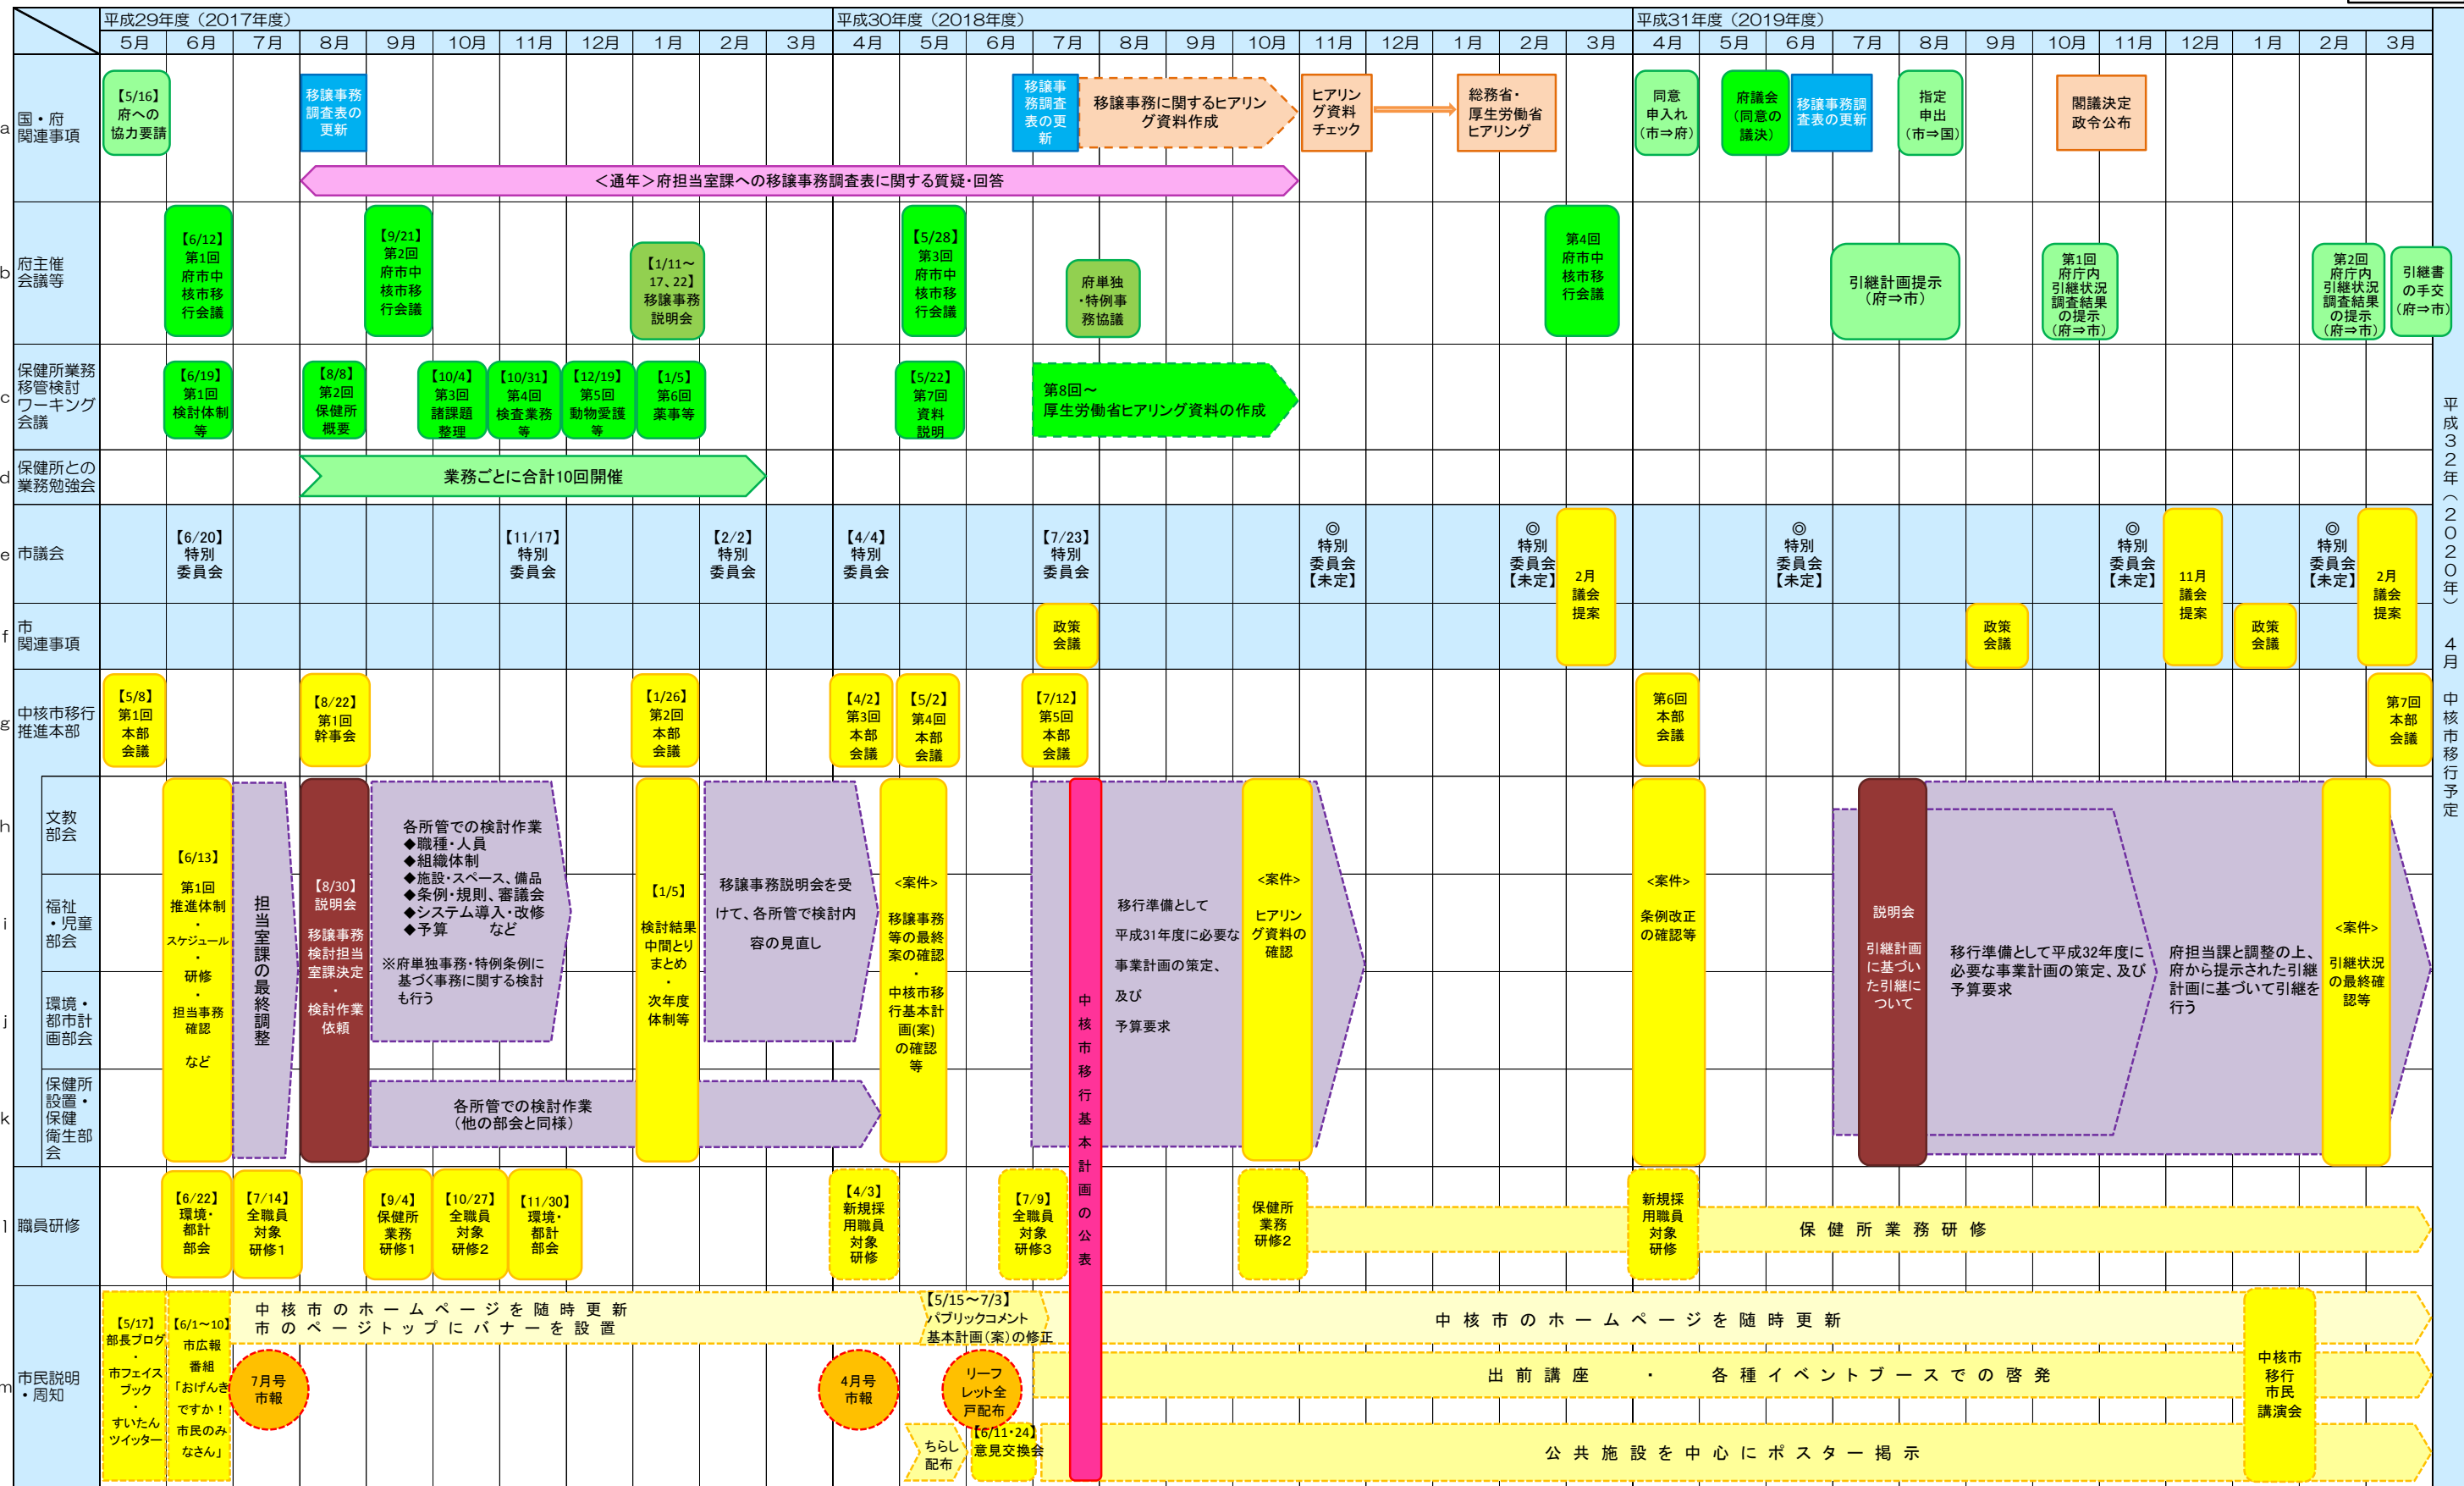 平成29年度（2017年度）
平成30年度（2018年度）
平成31年度（2019年度）
5月 6月 7月 8月 9月 10月 11月 12月 1月 2月 3月 4月 5月 6月 7月 8月 9月 10月 11月 12月 1月 2月 3月 4月 5月 6月 7月 8月 9月 10月 11月 12月 1月 2月 3月
a
国・府
関連事項
【5/16】
府への
協力要請
移譲事務
調査表の
更新
移譲事
務調査
表の更
新
移譲事務に関するヒアリン
グ資料作成
ヒアリン
グ資料
チェック
総務省・
厚生労働省
ヒアリング
同意
申入れ
（市⇒府）
府議会
（同意の
議決）
移譲事務調
査表の更新
指定
申出
（市⇒国）
閣議決定
政令公布
＜通年＞府担当室課への移譲事務調査表に関する質疑・回答
b
府主催
会議等
【6/12】
第1回
府市中
核市移
行会議
【9/21】
第2回
府市中
核市移
行会議
【1/11～
17、22】
移譲事務
説明会
【5/28】
第3回
府市中
核市移
行会議
府単独
・特例事
務協議
第4回
府市中
核市移
行会議
引継計画提示
（府⇒市）
第1回
府庁内
引継状況
調査結果
の提示
（府⇒市）
第2回
府庁内
引継状況
調査結果
の提示
（府⇒市）
引継書
の手交
（府⇒市）
c
保健所業務
移管検討
ワーキング
会議
【6/19】
第1回
検討体制
等
【8/8】
第2回
保健所
概要
【10/4】
第3回
諸課題
整理
【10/31】
第4回
検査業務
等
【12/19】
第5回
動物愛護
等
【1/5】
第6回
薬事等
【5/22】
第7回
資料
説明
第8回～
厚生労働省ヒアリング資料の作成
d
保健所との
業務勉強会
業務ごとに合計10回開催
e
市議会
【6/20】
特別
委員会
【11/17】
特別
委員会
【2/2】
特別
委員会
【4/4】
特別
委員会
【7/23】
特別
委員会
◎
特別
委員会
【未定】
◎
特別
委員会
【未定】
2月
議会
提案
◎
特別
委員会
【未定】
◎
特別
委員会
【未定】
11月
議会
提案
◎
特別
委員会
【未定】
2月
議会
提案
f
市
関連事項
政策
会議
政策
会議
政策
会議
g
中核市移行
推進本部
【5/8】
第1回
本部
会議
【8/22】
第1回
幹事会
【1/26】
第2回
本部
会議
【4/2】
第3回
本部
会議
【5/2】
第4回
本部
会議
【7/12】
第5回
本部
会議
第6回
本部
会議
第7回
本部
会議
h
文教
部会
i
福祉
・児童
部会
j
環境・
都市計
画部会
k
保健所
設置・
保健
衛生部
会
【6/13】
第1回
推進体制
・
スケジュール
・
研修
・
担当事務
確認
など
担当室課の最終調整
【8/30】
説明会
移譲事務
検討担当
室課決定
・
検討作業
依頼
各所管での検討作業
◆職種・人員
◆組織体制
◆施設・スペース、備品
◆条例・規則、審議会
◆システム導入・改修
◆予算　など
※府単独事務・特例条例に
基づく事務に関する検討
も行う
各所管での検討作業
（他の部会と同様）
【1/5】
検討結果
中間とり
まとめ
・
次年度
体制等
移譲事務説明会を受
けて、各所管で検討内
容の見直し
<案件>
移譲事務
等の最終
案の確認
・
中核市移
行基本計
画(案)
の確認
等
中核市移行基本計画の公表
移行準備として
平成31年度に必要な
事業計画の策定、
及び
予算要求
<案件>
ヒアリン
グ資料の
確認
<案件>
条例改正
の確認等
説明会
引継計画
に基づい
た引継に
ついて
移行準備として平成32年度に
必要な事業計画の策定、及び
予算要求
府担当課と調整の上、
府から提示された引継
計画に基づいて引継を
行う
<案件>
引継状況
の最終確
認等
l
職員研修
【6/22】
環境・
都計
部会
【7/14】
全職員
対象
研修1
【9/4】
保健所
業務
研修1
【10/27】
全職員
対象
研修2
【11/30】
環境・
都計
部会
【4/3】
新規採
用職員
対象
研修
【7/9】
全職員
対象
研修3
保健所
業務
研修2
新規採
用職員
対象
研修
保健所業務研修
m
市民説明
・周知
【5/17】
部長ブログ
・
市フェイス
ブック
・
すいたん
ツイッター
【6/1～10】
市広報
番組
「おげんき
ですか！
市民のみ
なさん」
中核市のホームページを随時更新
市のページトップにバナーを設置
7月号
市報
4月号
市報
【5/15～7/3】
パブリックコメント
基本計画（案）の修正
リーフ
レット全
戸配布
ちらし
配布
【6/11・24】
意見交換会
中核市のホームページを随時更新
出前講座　・　各種イベントブースでの啓発
公共施設を中心にポスター掲示
中核市
移行
市民
講演会
平成32年（2020年）　4月　中核市移行予定